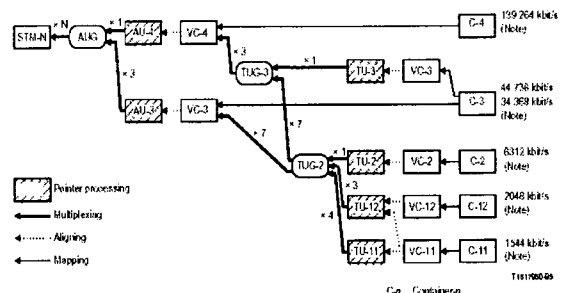 139 264 kbit/s
(Note)
× N
× 1
STM-N
AUG
AU-4
VC-4
C-4
× 3
× 3
× 1
TUG-3
TU-3
VC-3
44 736 kbit/s
34 368 kbit/s
(Note)
AU-3
VC-3
C-3
× 7
× 7
× 1
6312 kbit/s
(Note)
TUG-2
TU-2
VC-2
C-2
× 3
2048 kbit/s
(Note)
Pointer processing
TU-12
VC-12
C-12
× 4
Multiplexing
Aligning
1544 kbit/s
(Note)
TU-11
VC-11
C-11
Mapping
C-n Container-n